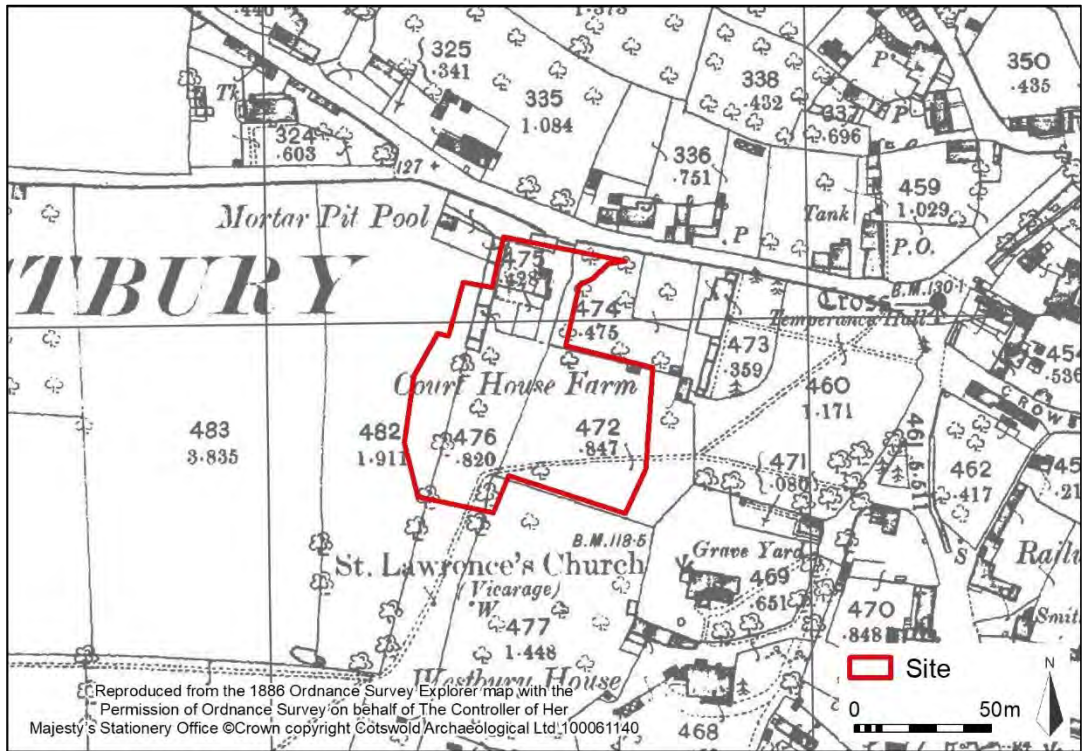 325
.341
335
1.084
338
.432
.696
350
.435
Tk
324
.603
127
336
.751
459
1.029
Mortar Pit Pool
Tank
P
P.O.
TBURY
475
B.M.130·1
Cross
Temperance Hall
474
.475
473
.359
454
.536
Court House Farm
460
1.171
483
3.835
482
1.911
476
.820
472
.847
471
.080
461
5.511
462
.417
B.M.118·5
Grave Yard
St. Lawrence's Church
(Vicarage)
W
469
.651
S
470
.848
477
1.448
Westbury House
468
Site
N
0 50m
Reproduced from the 1886 Ordnance Survey Explorer map with the
Permission of Ordnance Survey on behalf of The Controller of Her
Majesty's Stationery Office ©Crown copyright Cotswold Archaeological Ltd 100061140